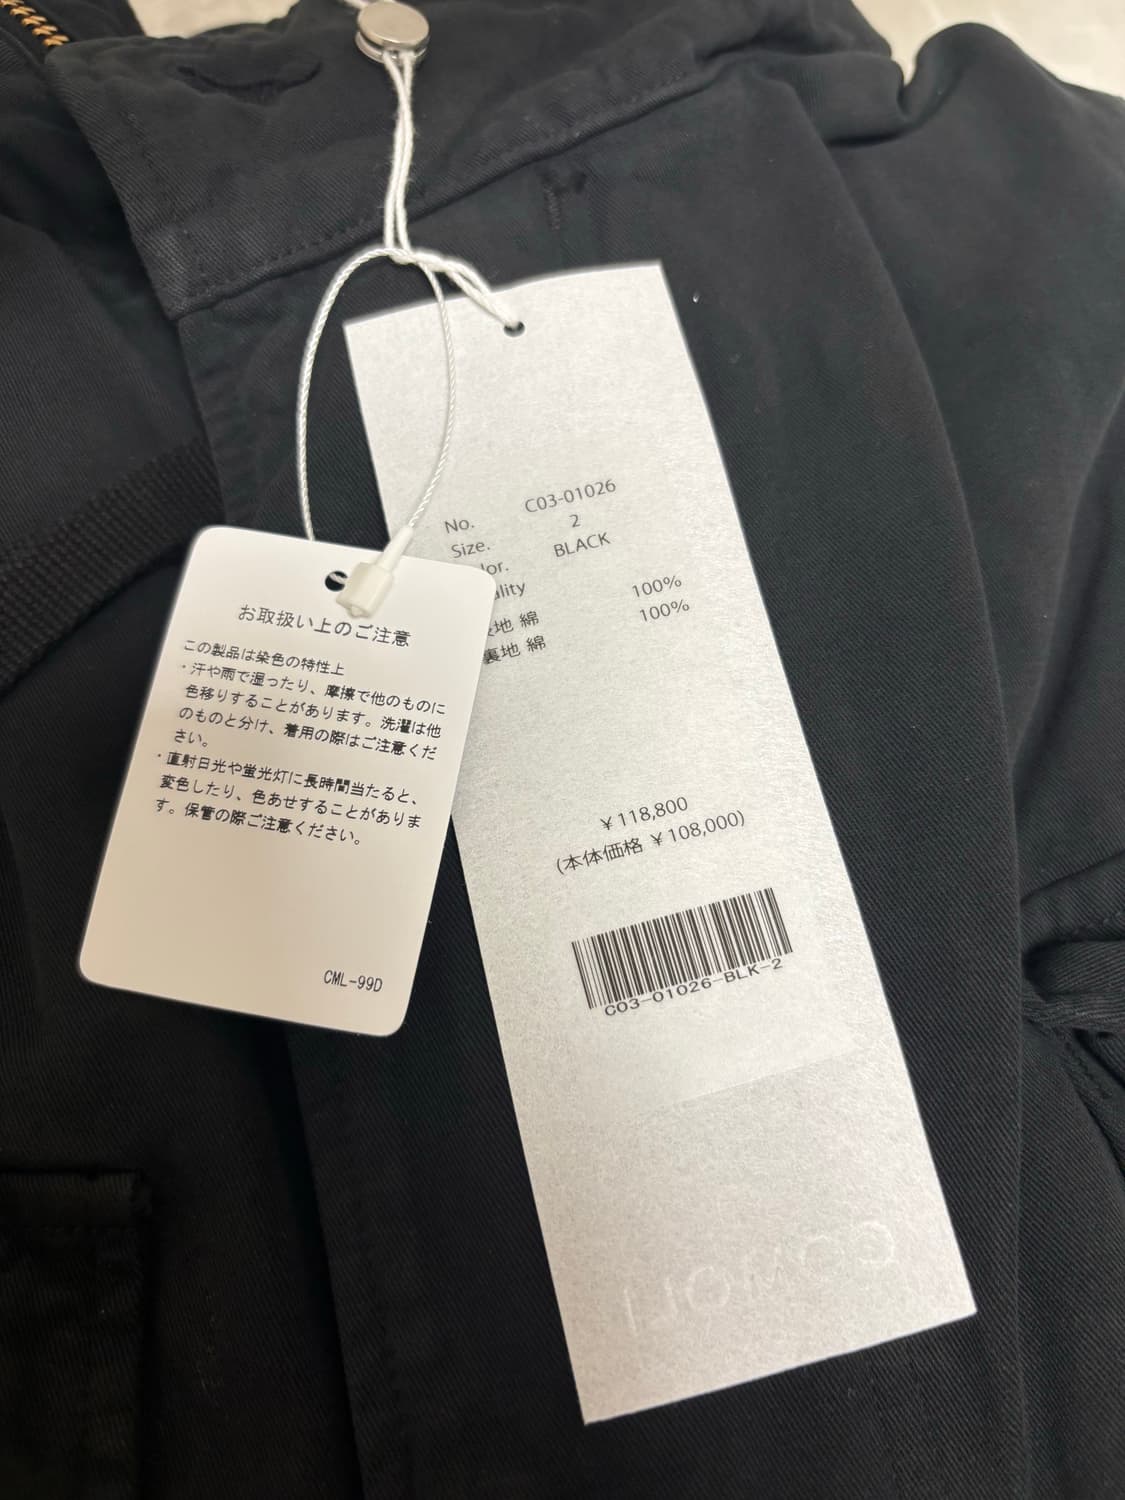 お取扱い上のご注意
この製品は染色の特性上
・汗や雨で湿ったり、摩擦で他のものに
色移りすることがあります。洗濯は他
のものと分け、着用の際はご注意くだ
さい。
・直射日光や蛍光灯に長時間当たると、
変色したり、色あせすることがありま
す。保管の際ご注意ください。
CML-99D
No. C03-01026
Size. 2
lor. BLACK
ality
地 綿 100%
裏地 綿 100%
¥118,800
(本体価格 ¥108,000)
C03-01026-BLK-2
COMOLI